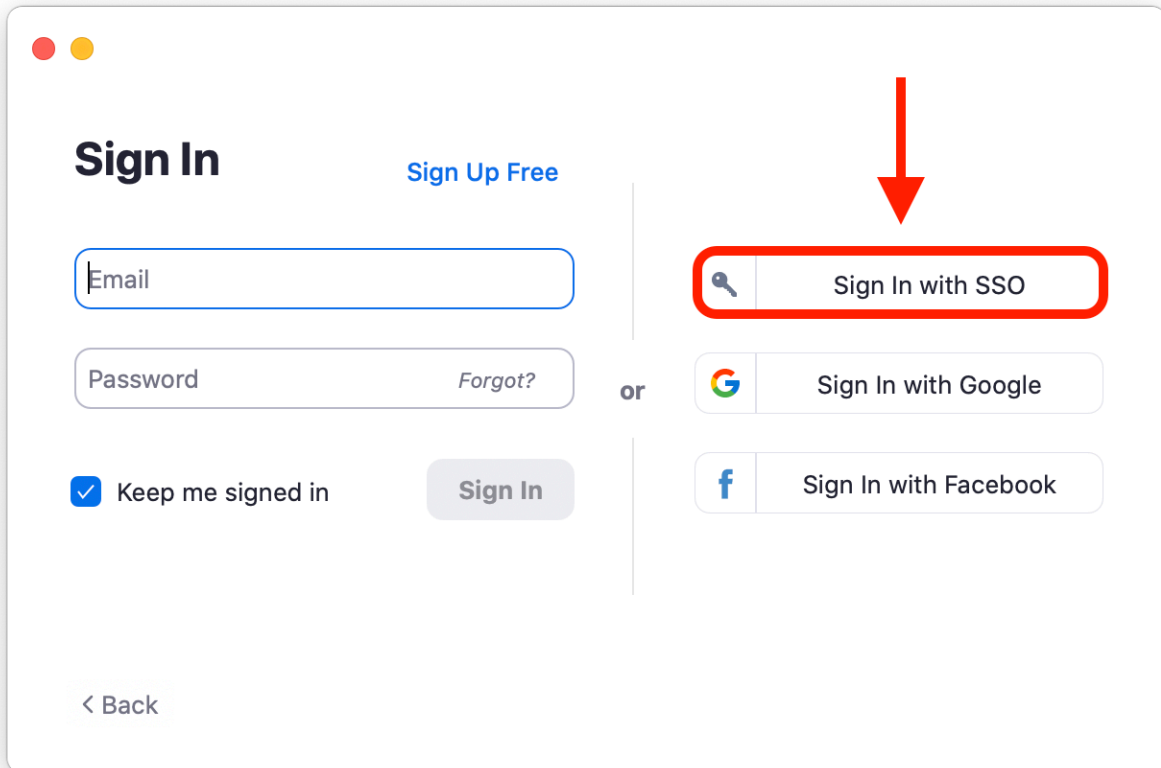 Sign In
Sign Up Free
Email
Password
Forgot?
Keep me signed in
Sign In
or
Sign In with SSO
Sign In with Google
Sign In with Facebook
< Back